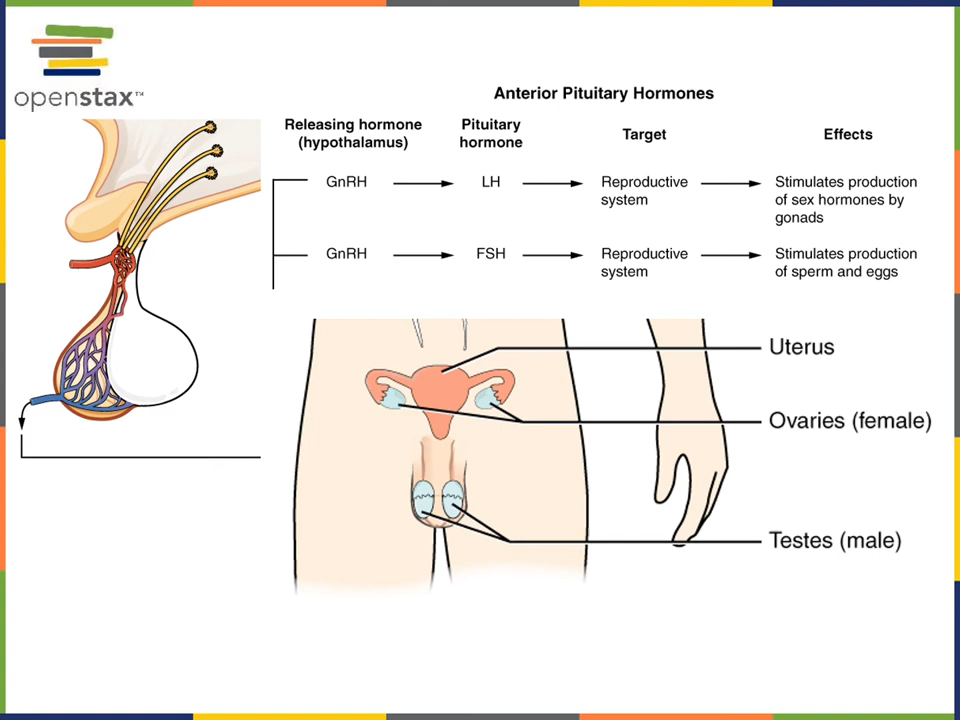 openstax™
Anterior Pituitary Hormones
Releasing hormone
(hypothalamus)
Pituitary
hormone
Target
Effects
GnRH
LH
Reproductive
system
Stimulates production
of sex hormones by
gonads
GnRH
FSH
Reproductive
system
Stimulates production
of sperm and eggs
Uterus
Ovaries (female)
Testes (male)